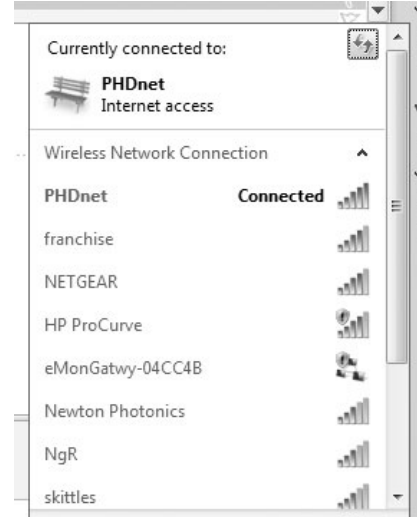 Currently connected to:
PHDnet
Internet access
Wireless Network Connection
PHDnet Connected
franchise
NETGEAR
HP ProCurve
eMonGatwy-04CC4B
Newton Photonics
NgR
skittles